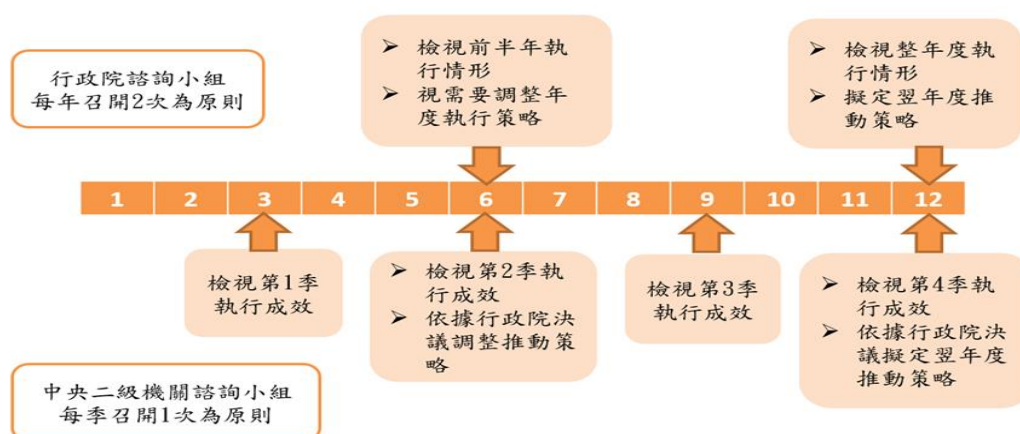 行政院諮詢小組
每年召開2次為原則
➢ 檢視前半年執
行情形
➢ 視需要調整年
度執行策略
➢ 檢視整年度執
行情形
➢ 擬定翌年度推
動策略
1 2 3 4 5 6 7 8 9 10 11 12
檢視第1季
執行成效
➢ 檢視第2季執
行成效
➢ 依據行政院決
議調整推動策
略
檢視第3季
執行成效
➢ 檢視第4季執
行成效
➢ 依據行政院決
議擬定翌年度
推動策略
中央二級機關諮詢小組
每季召開1次為原則